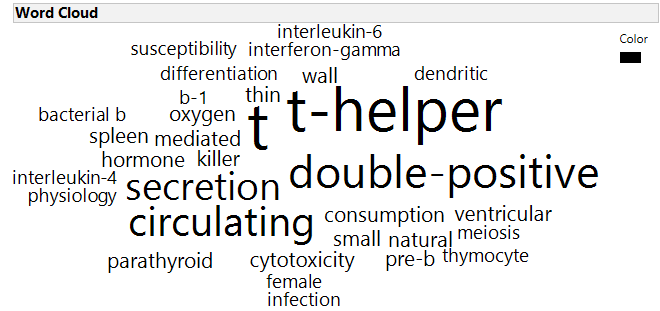 Word Cloud
Color
interleukin-6
susceptibility
interferon-gamma
differentiation
wall
dendritic
b-1
thin
t
t-helper
bacterial b
oxygen
spleen
mediated
hormone
killer
interleukin-4
secretion
double-positive
physiology
circulating
consumption
ventricular
small
natural
meiosis
parathyroid
cytotoxicity
pre-b
thymocyte
female
infection